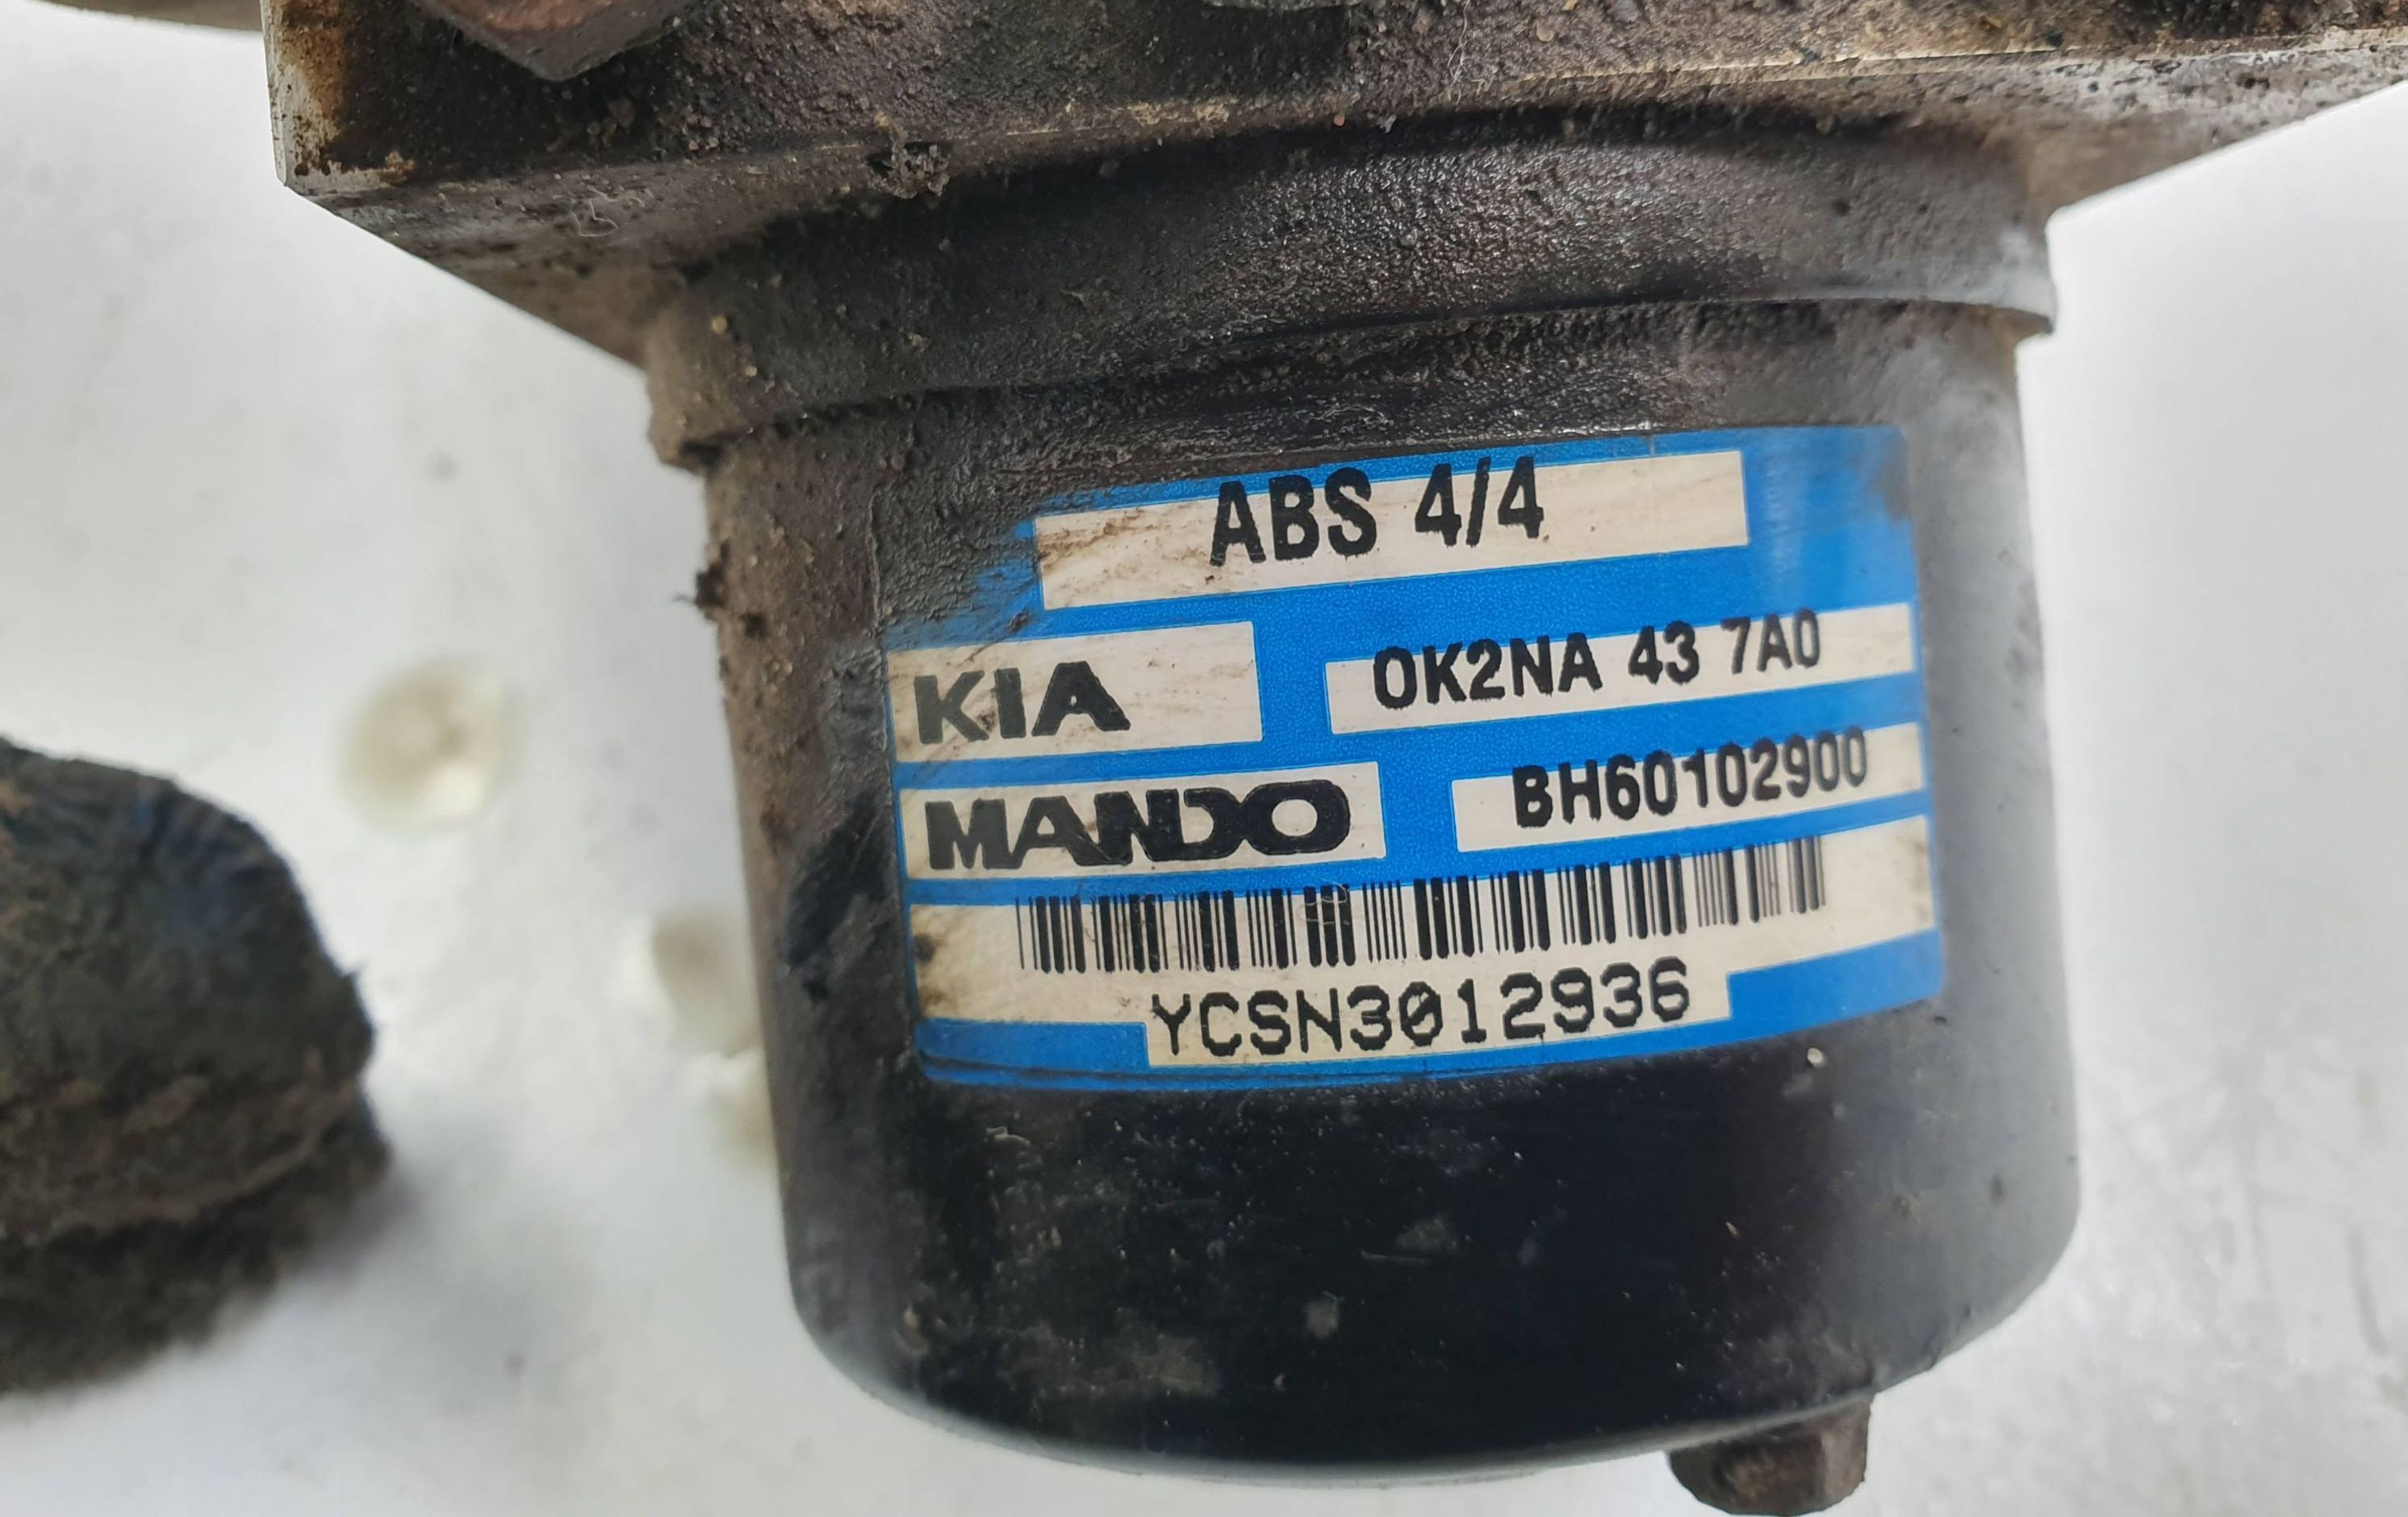 ABS 4/4
KIA 0K2NA 43 7A0
MANDO BH60102900
YCSN3012936